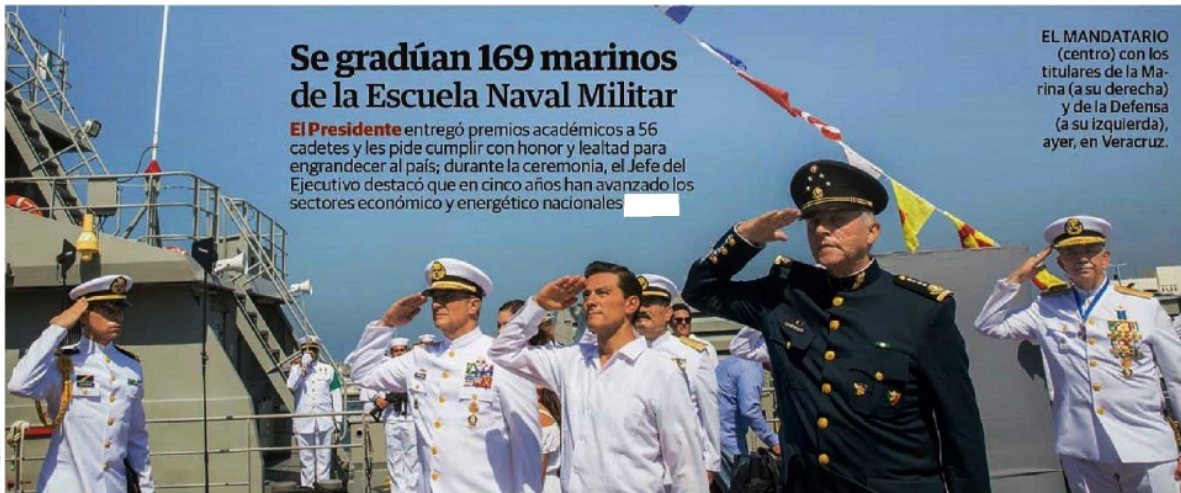 Se gradúan 169 marinos
de la Escuela Naval Militar
El Presidente entregó premios académicos a 56
cadetes y les pide cumplir con honor y lealtad para
engrandecer al país; durante la ceremonia, el Jefe del
Ejecutivo destacó que en cinco años han avanzado los
sectores económico y energético nacionales
EL MANDATARIO
(centro) con los
titulares de la Ma-
rina (a su derecha)
y de la Defensa
(a su izquierda),
ayer, en Veracruz.